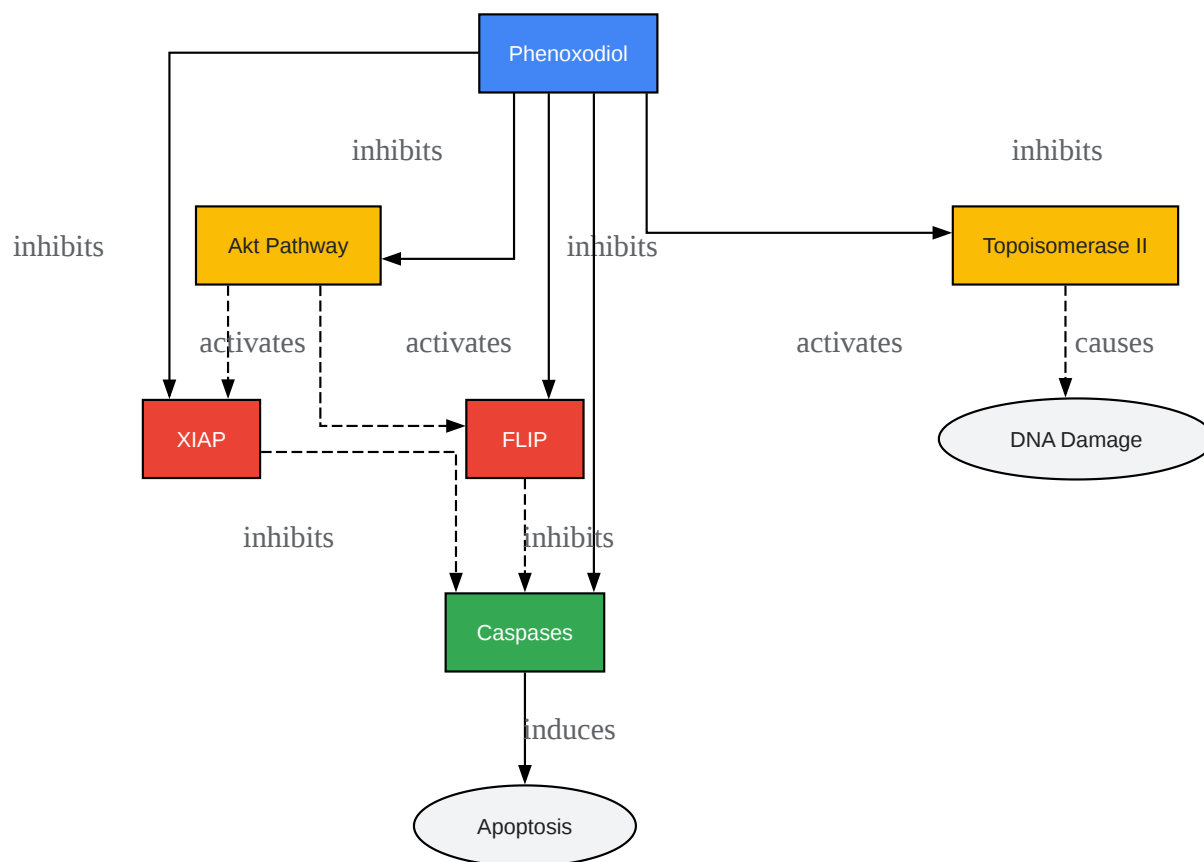 Phenoxodiol
inhibits
inhibits
Akt Pathway
Topoisomerase II
inhibits
inhibits
activates
activates
activates
causes
XIAP
FLIP
DNA Damage
inhibits
inhibits
Caspases
induces
Apoptosis